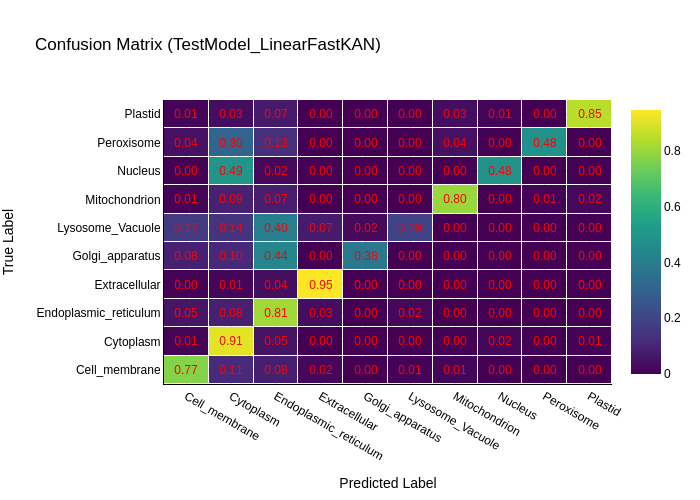 Confusion Matrix (TestModel_LinearFastKAN)
True Label
Plastid 0.01 0.03 0.07 0.00 0.00 0.00 0.03 0.01 0.00 0.85
Peroxisome 0.04 0.30 0.13 0.00 0.00 0.00 0.04 0.00 0.48 0.00
Nucleus 0.00 0.49 0.02 0.00 0.00 0.00 0.00 0.48 0.00 0.00
Mitochondrion 0.01 0.09 0.07 0.00 0.00 0.00 0.80 0.00 0.01 0.02
Lysosome_Vacuole 0.17 0.14 0.40 0.07 0.02 0.19 0.00 0.00 0.00 0.00
Golgi_apparatus 0.08 0.10 0.44 0.00 0.38 0.00 0.00 0.00 0.00 0.00
Extracellular 0.00 0.01 0.04 0.95 0.00 0.00 0.00 0.00 0.00 0.00
Endoplasmic_reticulum 0.05 0.08 0.81 0.03 0.00 0.02 0.00 0.00 0.00 0.00
Cytoplasm 0.01 0.91 0.05 0.00 0.00 0.00 0.00 0.02 0.00 0.01
Cell_membrane 0.77 0.11 0.08 0.02 0.00 0.01 0.01 0.00 0.00 0.00
Cell_membrane Cytoplasm Endoplasmic_reticulum Extracellular Golgi_apparatus Lysosome_Vacuole Mitochondrion Nucleus Peroxisome Plastid
Predicted Label
0.8
0.6
0.4
0.2
0